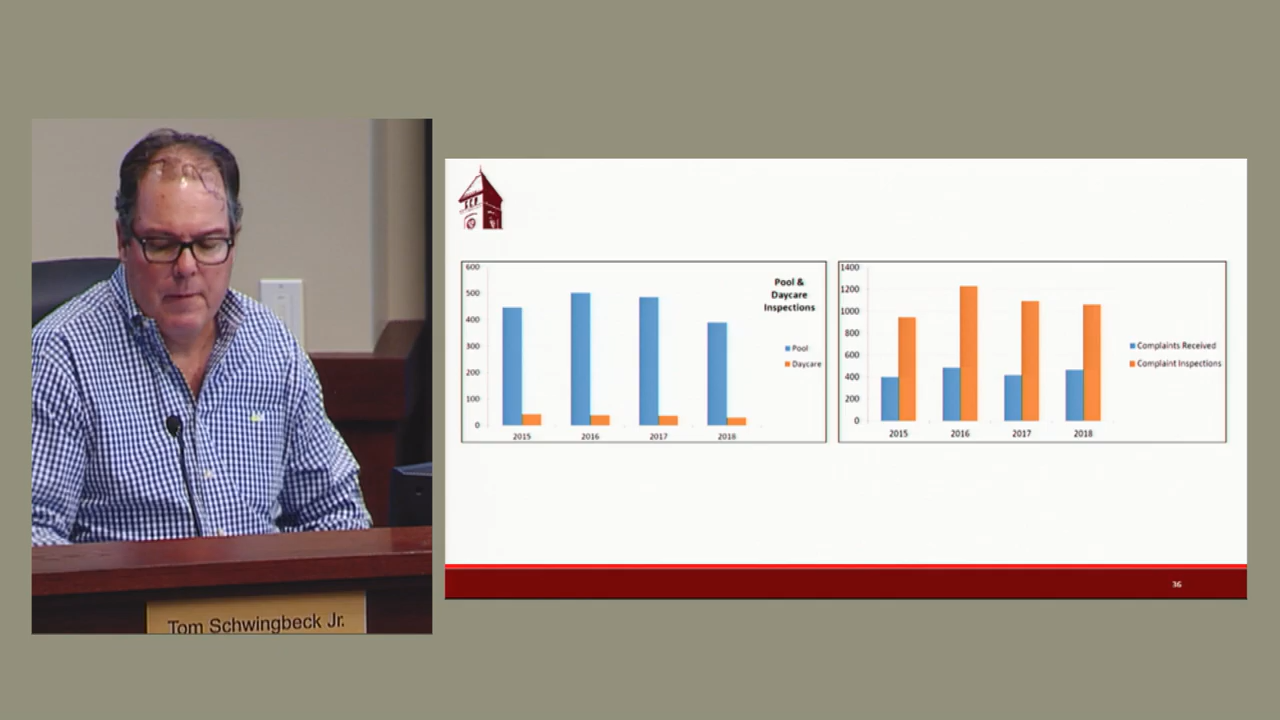 Tom Schwingbeck Jr.
600
500
400
300
200
100
0
2015 2016 2017 2018
Pool &
Daycare
Inspections
Pool
Daycare
1400
1200
1000
800
600
400
200
0
2015 2016 2017 2018
Complaints Received
Complaint Inspections
36